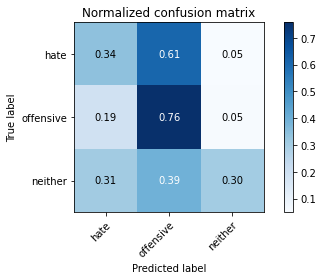 Normalized confusion matrix
True label
hate 0.34 0.61 0.05
offensive 0.19 0.76 0.05
neither 0.31 0.39 0.30
hate offensive neither
Predicted label
0.7
0.6
0.5
0.4
0.3
0.2
0.1